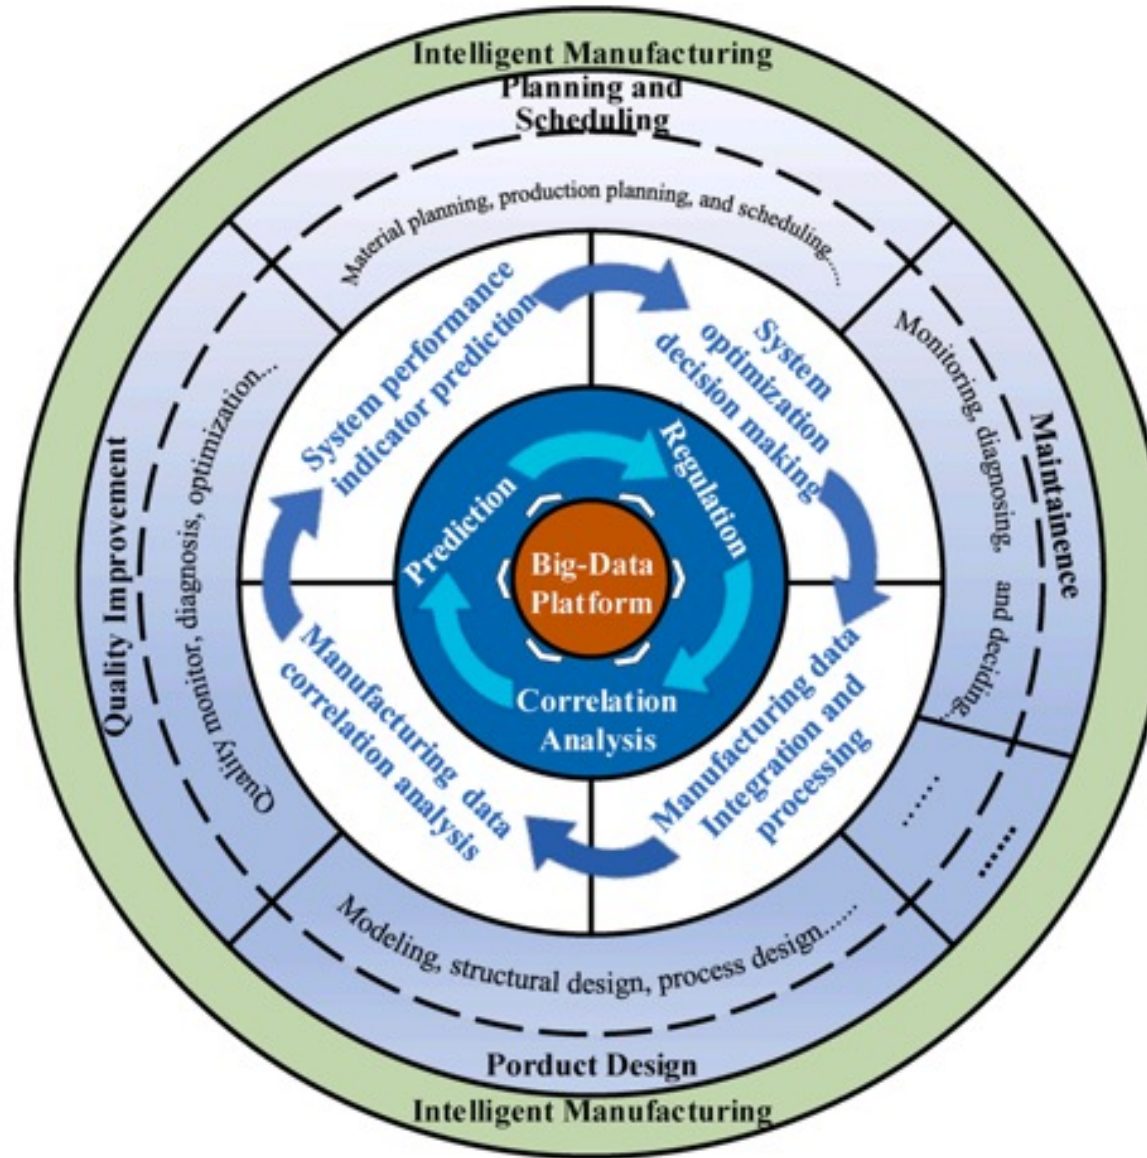 Intelligent Manufacturing
Planning and
Scheduling
Material planning, production planning, and scheduling......
System performance
indicator prediction
System
optimization
decision making
Monitoring, diagnosing, and deciding...
Maintainence
Quality Improvement
Quality monitor, diagnosis, optimization...
Prediction
Regulation
Big-Data
Platform
Correlation
Analysis
Manufacturing data
correlation analysis
Manufacturing data
Integration and
processing
......
......
Modeling, structural design, process design......
Porduct Design
Intelligent Manufacturing